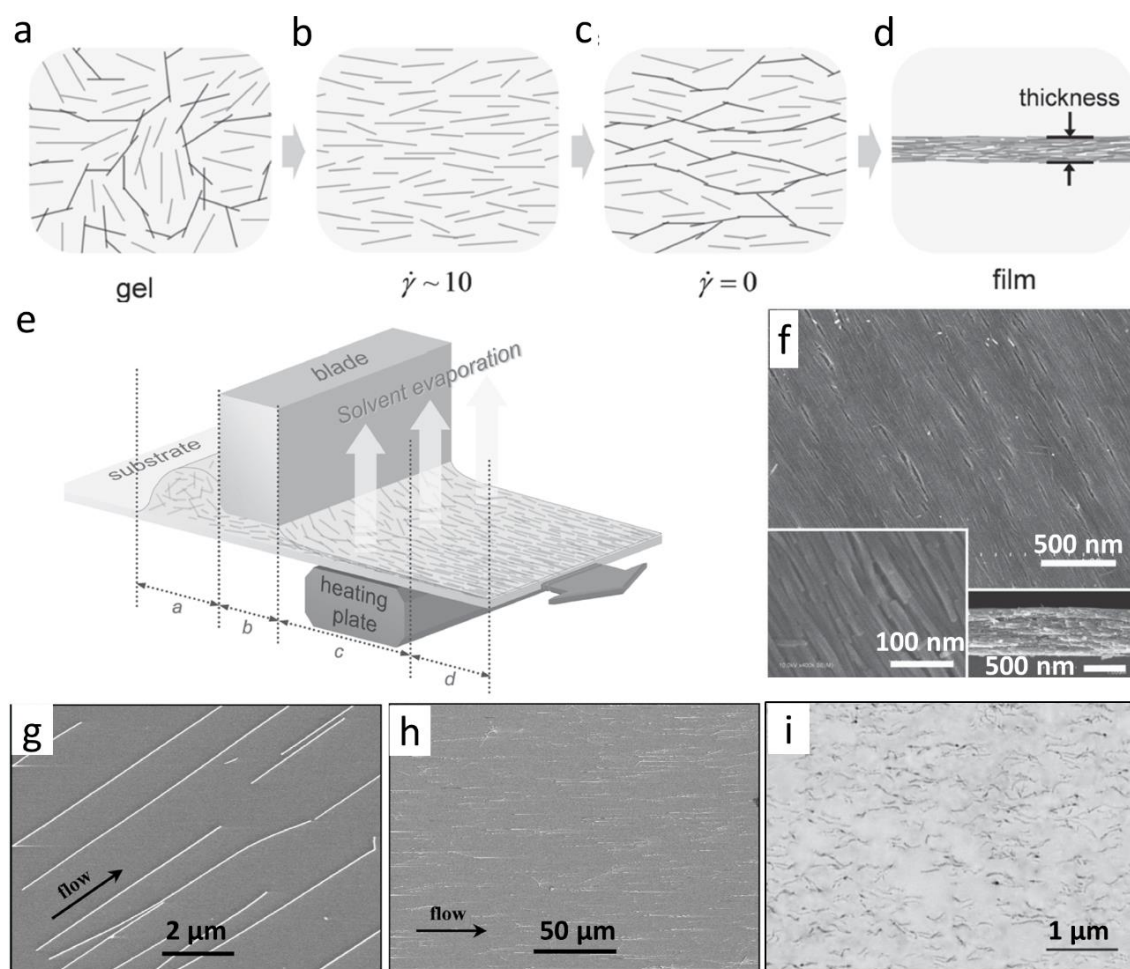 a
b
c
d
thickness
gel
γ̇ ~ 10
γ̇ = 0
film
e
blade
Solvent evaporation
substrate
heating
plate
a
b
c
d
f
500 nm
100 nm
500 nm
g
flow
2 µm
h
flow
50 µm
i
1 µm